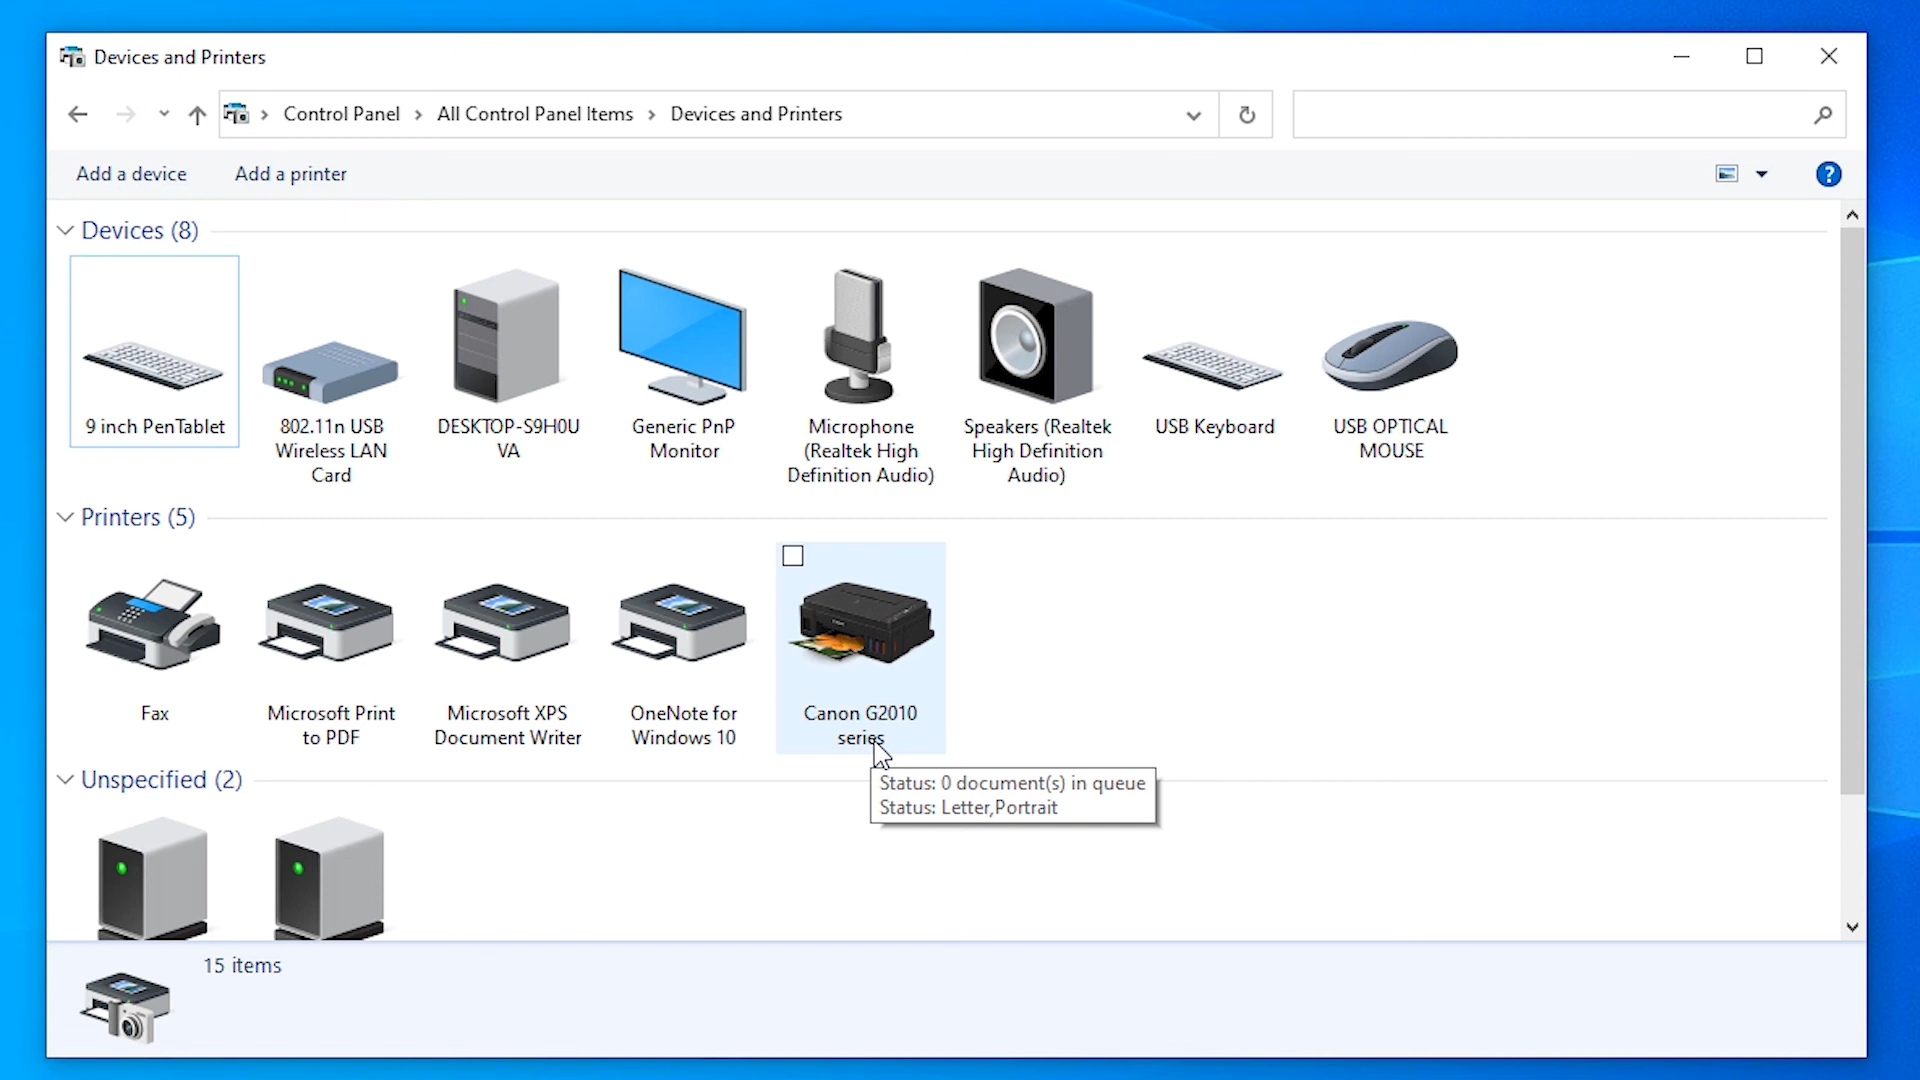 Devices and Printers
Control Panel > All Control Panel Items > Devices and Printers
Add a device
Add a printer
?
Devices (8)
9 inch PenTablet
802.11n USB
Wireless LAN
Card
DESKTOP-S9H0U
VA
Generic PnP
Monitor
Microphone
(Realtek High
Definition Audio)
Speakers (Realtek
High Definition
Audio)
USB Keyboard
USB OPTICAL
MOUSE
Printers (5)
Fax
Microsoft Print
to PDF
Microsoft XPS
Document Writer
OneNote for
Windows 10
Canon G2010
series
Status: 0 document(s) in queue
Status: Letter,Portrait
Unspecified (2)
15 items